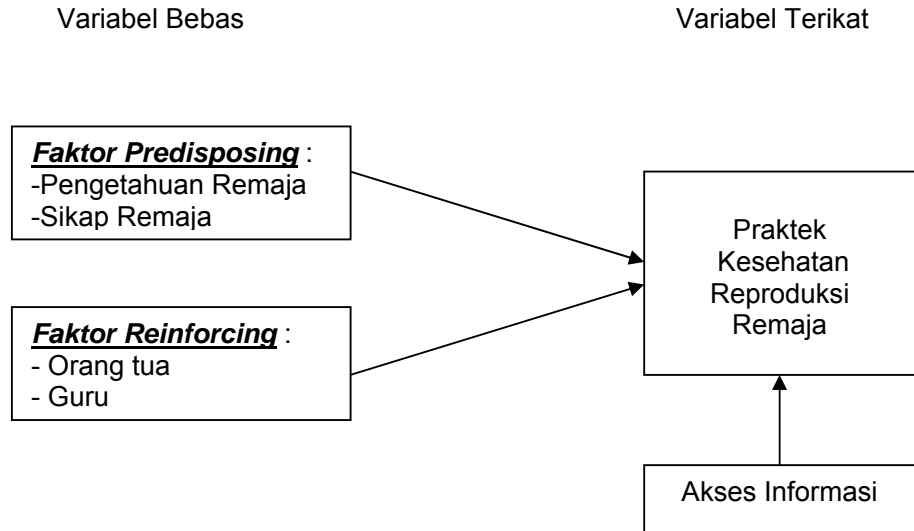 Variabel Bebas
Variabel Terikat
Faktor Predisposing :
-Pengetahuan Remaja
-Sikap Remaja
Faktor Reinforcing :
- Orang tua
- Guru
Praktek
Kesehatan
Reproduksi
Remaja
Akses Informasi